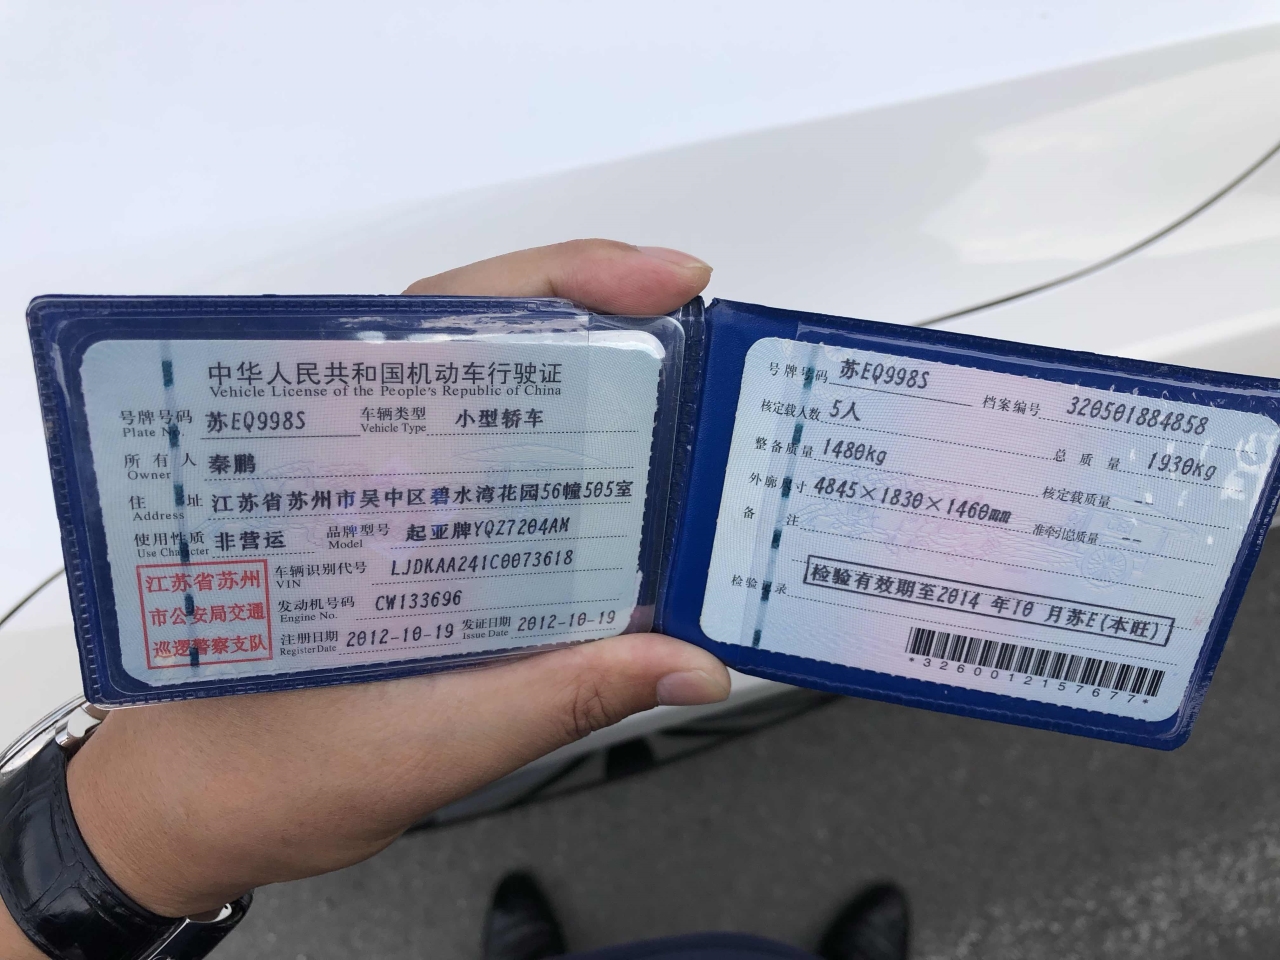 中华人民共和国机动车行驶证
Vehicle License of the People's Republic of China
号牌号码 苏EQ998S 车辆类型 小型轿车
Plate No. Vehicle Type
所有人 秦鹏
Owner
住址 江苏省苏州市吴中区碧水湾花园56幢505室
Address
使用性质 非营运 品牌型号 起亚牌YQZ7204AM
Use Character Model
江苏省苏州
市公安局交通
巡逻警察支队
车辆识别代号 LJDKAA241C0073618
VIN
发动机号码 CW133696
Engine No.
注册日期 2012-10-19 发证日期 2012-10-19
Register Date Issue Date
号牌号码 苏EQ998S 档案编号 320501884858
核定载人数 5人 总质量 1930kg
整备质量 1480kg 核定载质量 --
外廓尺寸 4845×1830×1460mm 准牵引总质量 --
备注
检验记录 检验有效期至2014 年10 月苏E(本旺)
*3260012157677*